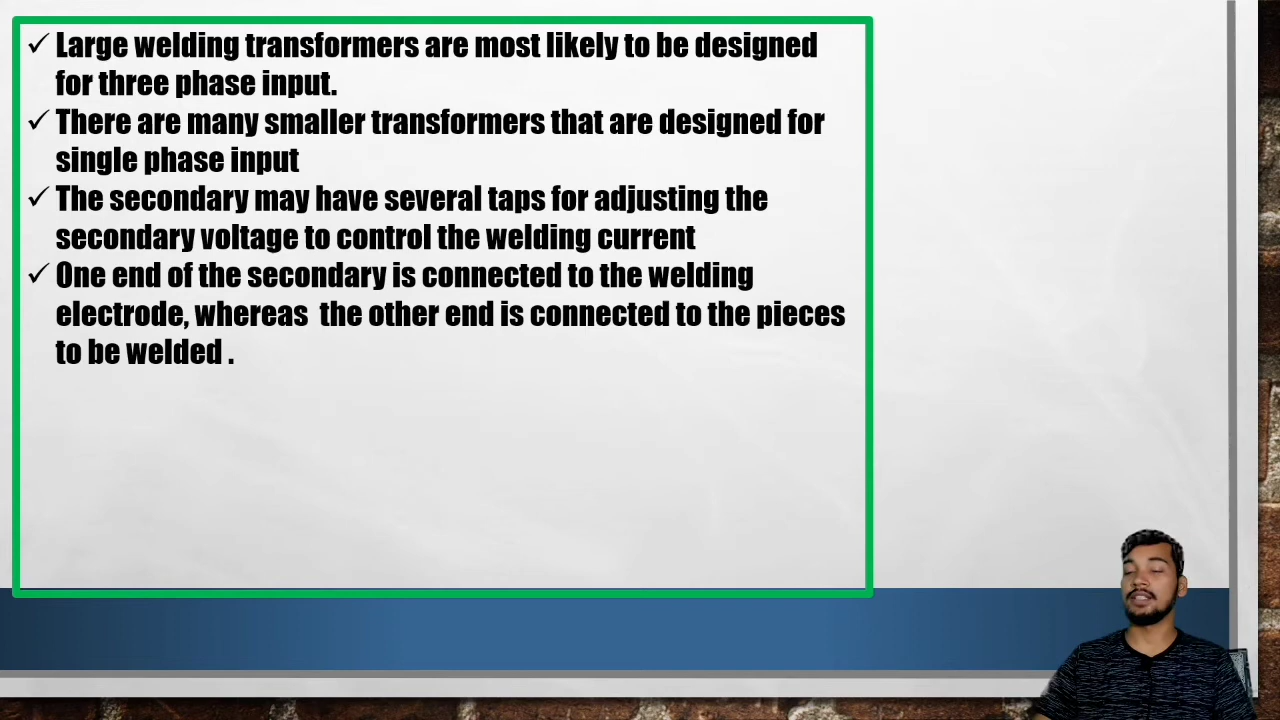 ✓ Large welding transformers are most likely to be designed
for three phase input.
✓ There are many smaller transformers that are designed for
single phase input
✓ The secondary may have several taps for adjusting the
secondary voltage to control the welding current
✓ One end of the secondary is connected to the welding
electrode, whereas  the other end is connected to the pieces
to be welded .